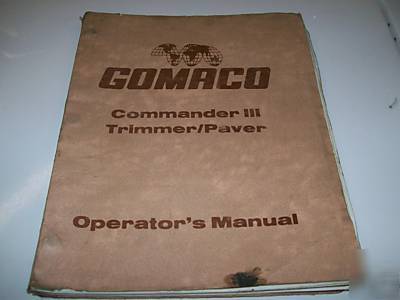 GOMACO
Commander III
Trimmer/Paver
Operator's Manual